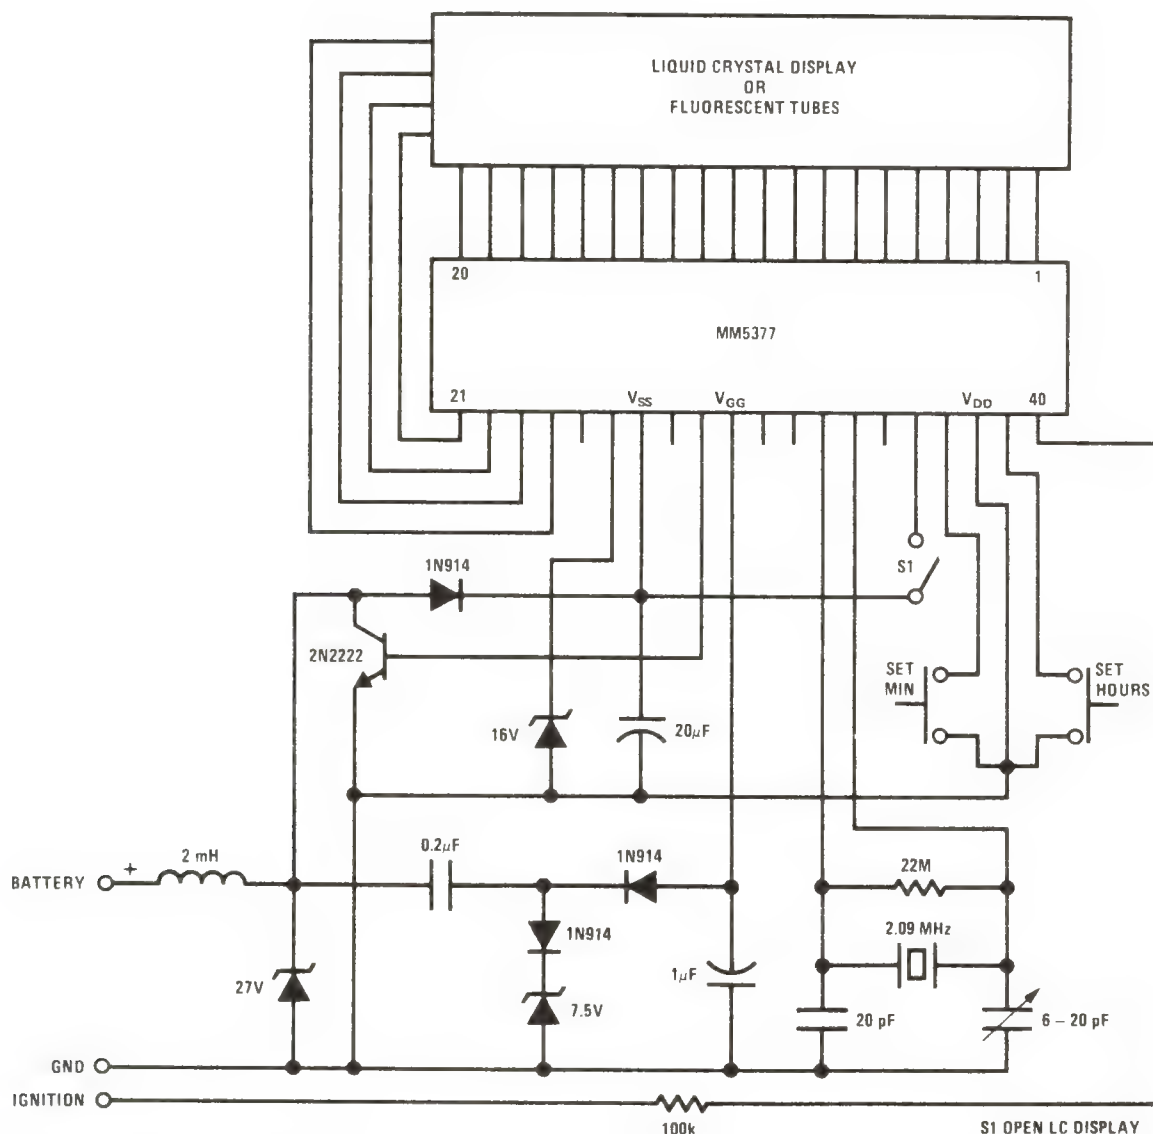 LIQUID CRYSTAL DISPLAY
OR
FLUORESCENT TUBES
20
1
MM5377
21
VSS
VGG
VDD
40
1N914
S1
2N2222
SET
MIN
SET
HOURS
16V
20µF
2 mH
0.2µF
1N914
22M
BATTERY
+
2.09 MHz
1N914
27V
7.5V
1µF
20 pF
6 – 20 pF
GND
IGNITION
100k
S1 OPEN LC DISPLAY